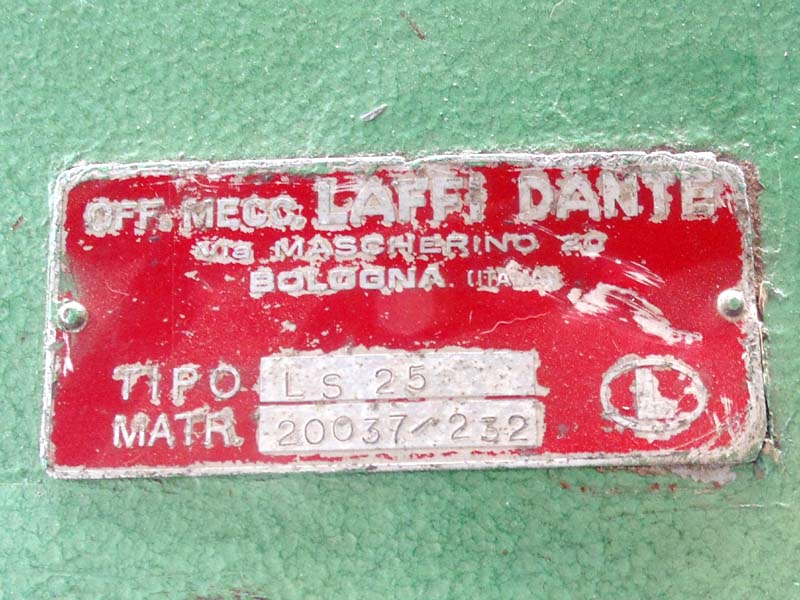 OFF. MECC. LAFFI DANTE
Via MASCHERINO 20
BOLOGNA. (ITALIA)
TIPO LS 25
MATR. 20037/232
L